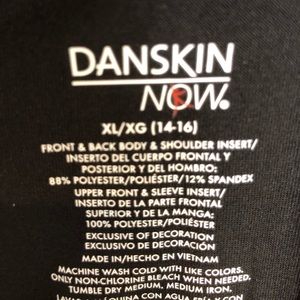 DANSKIN
NOW®
XL/XG (14-16)
FRONT & BACK BODY & SHOULDER INSERT/
INSERTO DEL CUERPO FRONTAL Y
POSTERIOR Y DEL HOMBRO:
88% POLYESTER/POLIÉSTER/12% SPANDEX
UPPER FRONT & SLEEVE INSERT/
INSERTO DE LA PARTE FRONTAL
SUPERIOR Y DE LA MANGA:
100% POLYESTER/POLIÉSTER
EXCLUSIVE OF DECORATION
EXCLUSIVO DE DECORACIÓN
MADE IN/HECHO EN VIETNAM
MACHINE WASH COLD WITH LIKE COLORS.
ONLY NON-CHLORINE BLEACH WHEN NEEDED.
TUMBLE DRY MEDIUM. MEDIUM IRON.